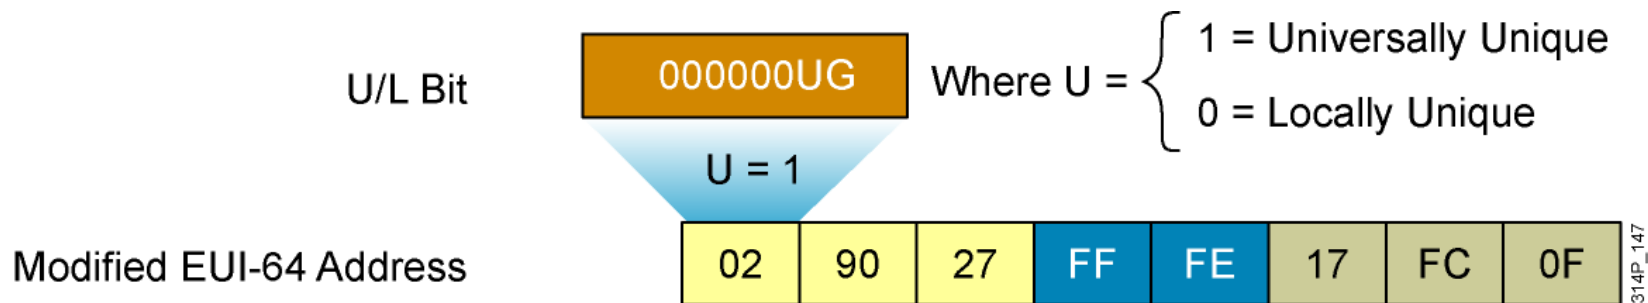 1 = Universally Unique
U/L Bit 000000UG Where U =
0 = Locally Unique
U = 1
Modified EUI-64 Address 02 90 27 FF FE 17 FC 0F
314P_147